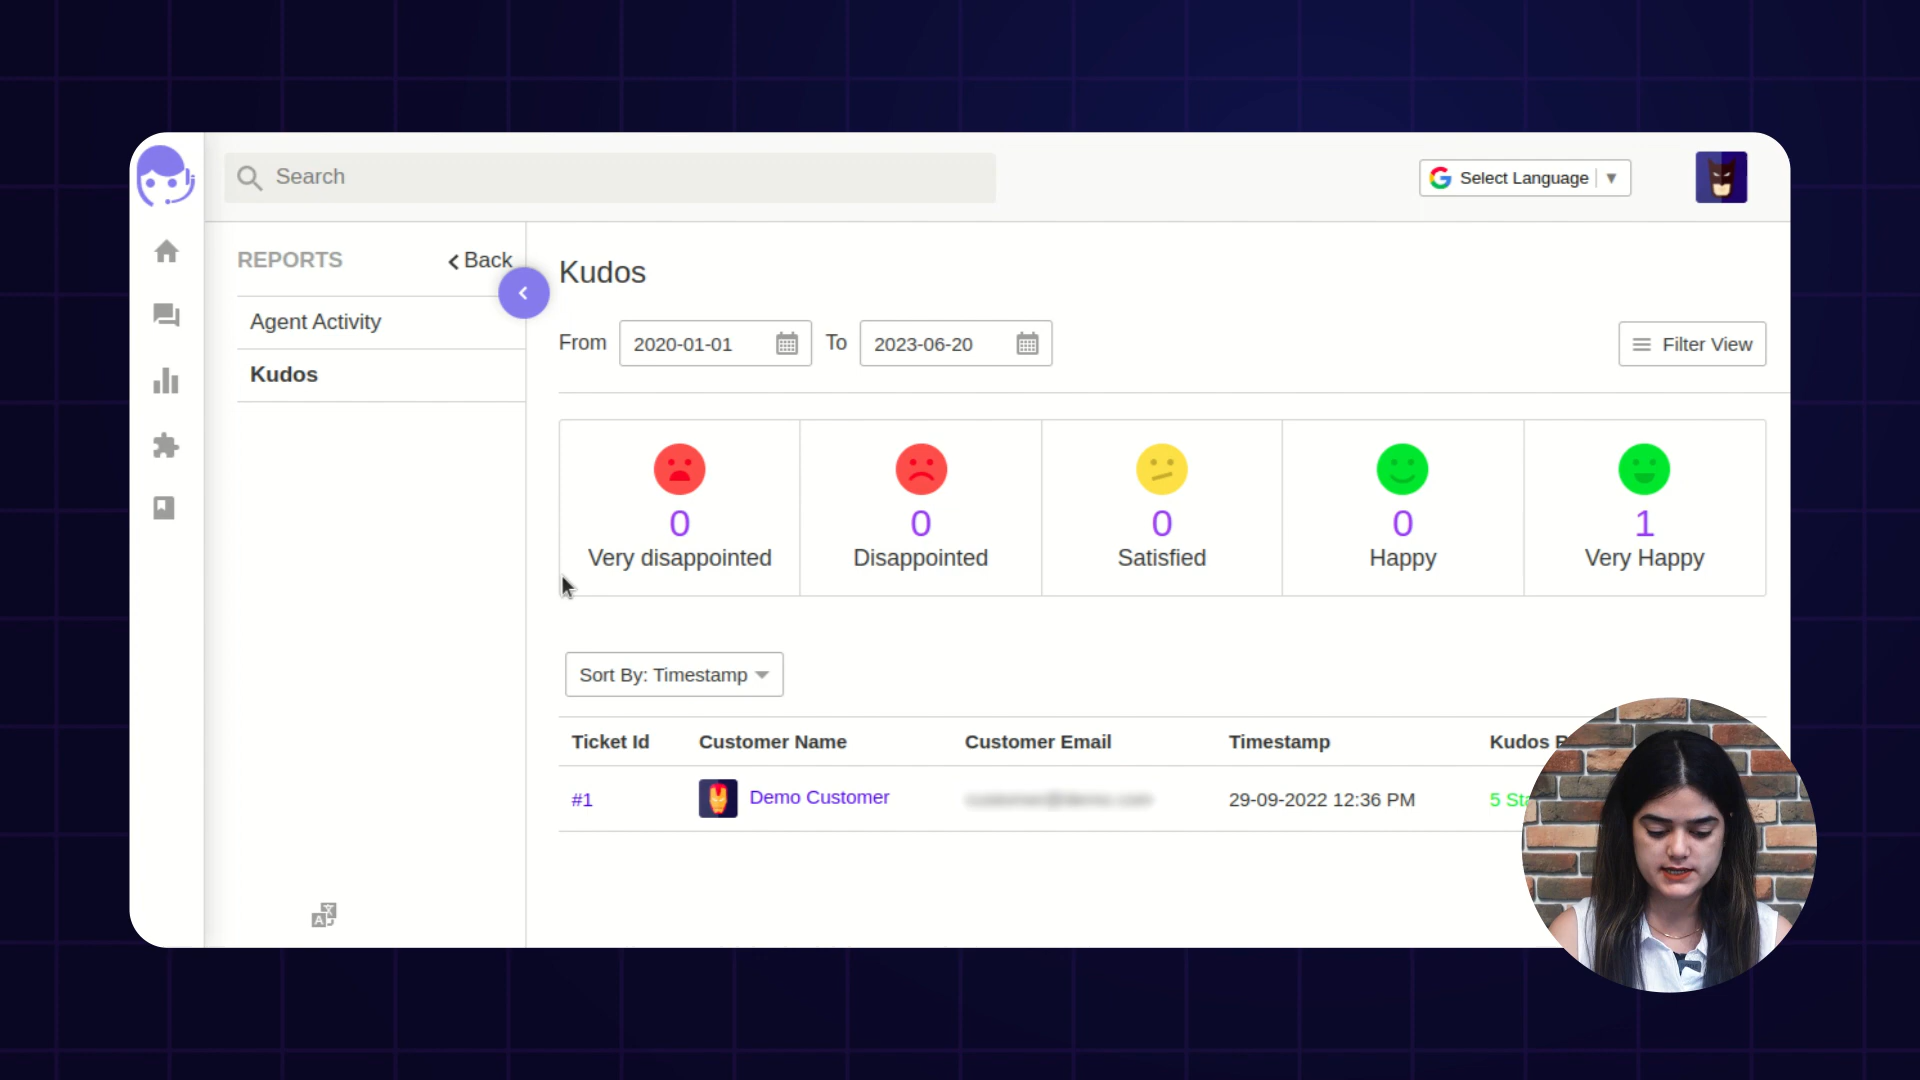 Search
Select Language ▼
REPORTS
Back
Agent Activity
Kudos
Kudos
From 2020-01-01 To 2023-06-20
Filter View
0 0 0 0 1
Very disappointed Disappointed Satisfied Happy Very Happy
Sort By: Timestamp
Ticket Id Customer Name Customer Email Timestamp Kudos
#1 Demo Customer 29-09-2022 12:36 PM 5